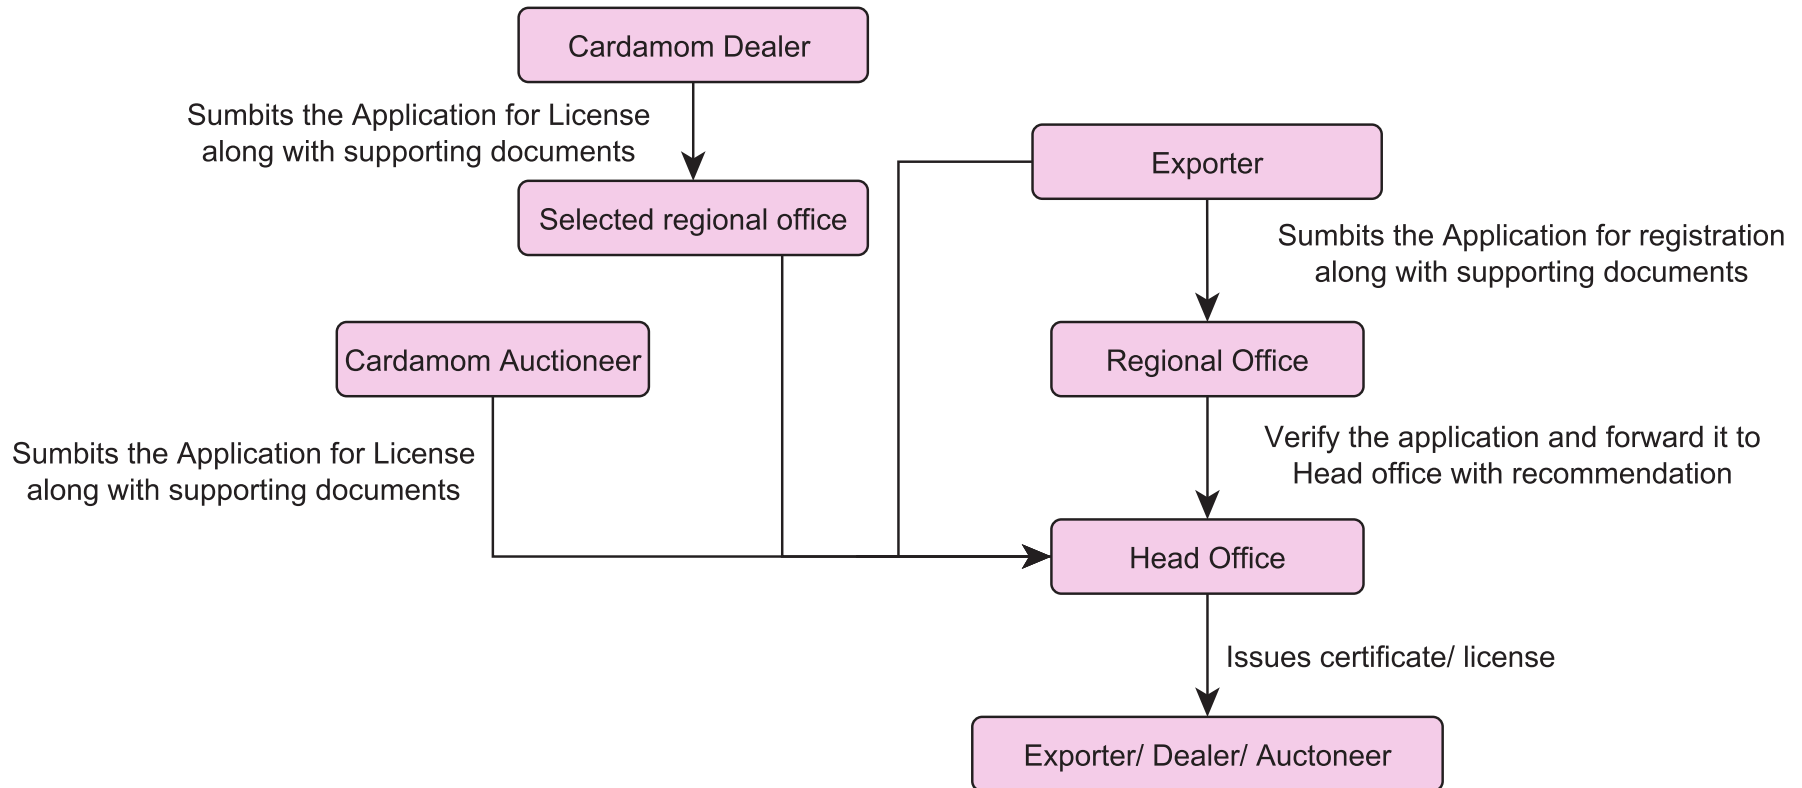 Cardamom Dealer
Sumbits the Application for License
along with supporting documents
Selected regional office
Exporter
Sumbits the Application for registration
along with supporting documents
Cardamom Auctioneer
Regional Office
Sumbits the Application for License
along with supporting documents
Verify the application and forward it to
Head office with recommendation
Head Office
Issues certificate/ license
Exporter/ Dealer/ Auctoneer